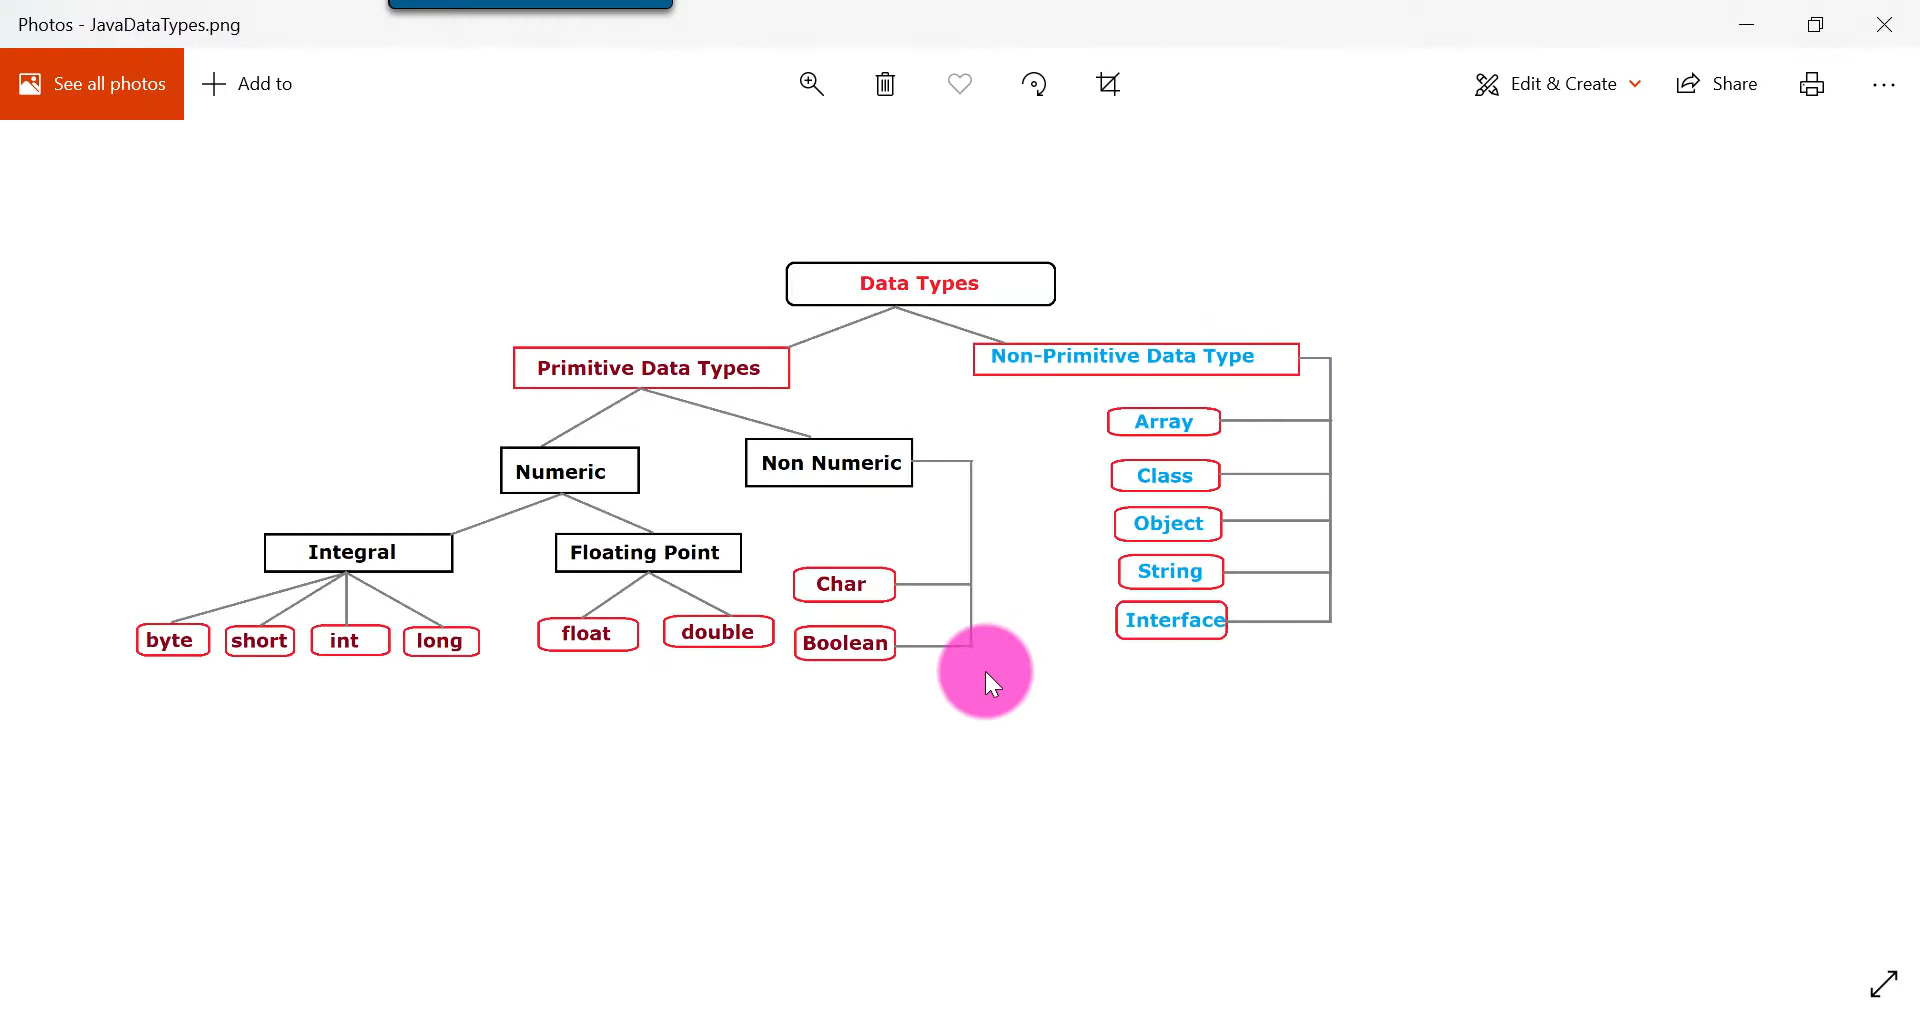 Photos - JavaDataTypes.png
See all photos
Add to
Edit & Create
Share
Data Types
Primitive Data Types
Non-Primitive Data Type
Numeric
Non Numeric
Array
Class
Object
String
Interface
Integral
Floating Point
Char
Boolean
byte
short
int
long
float
double